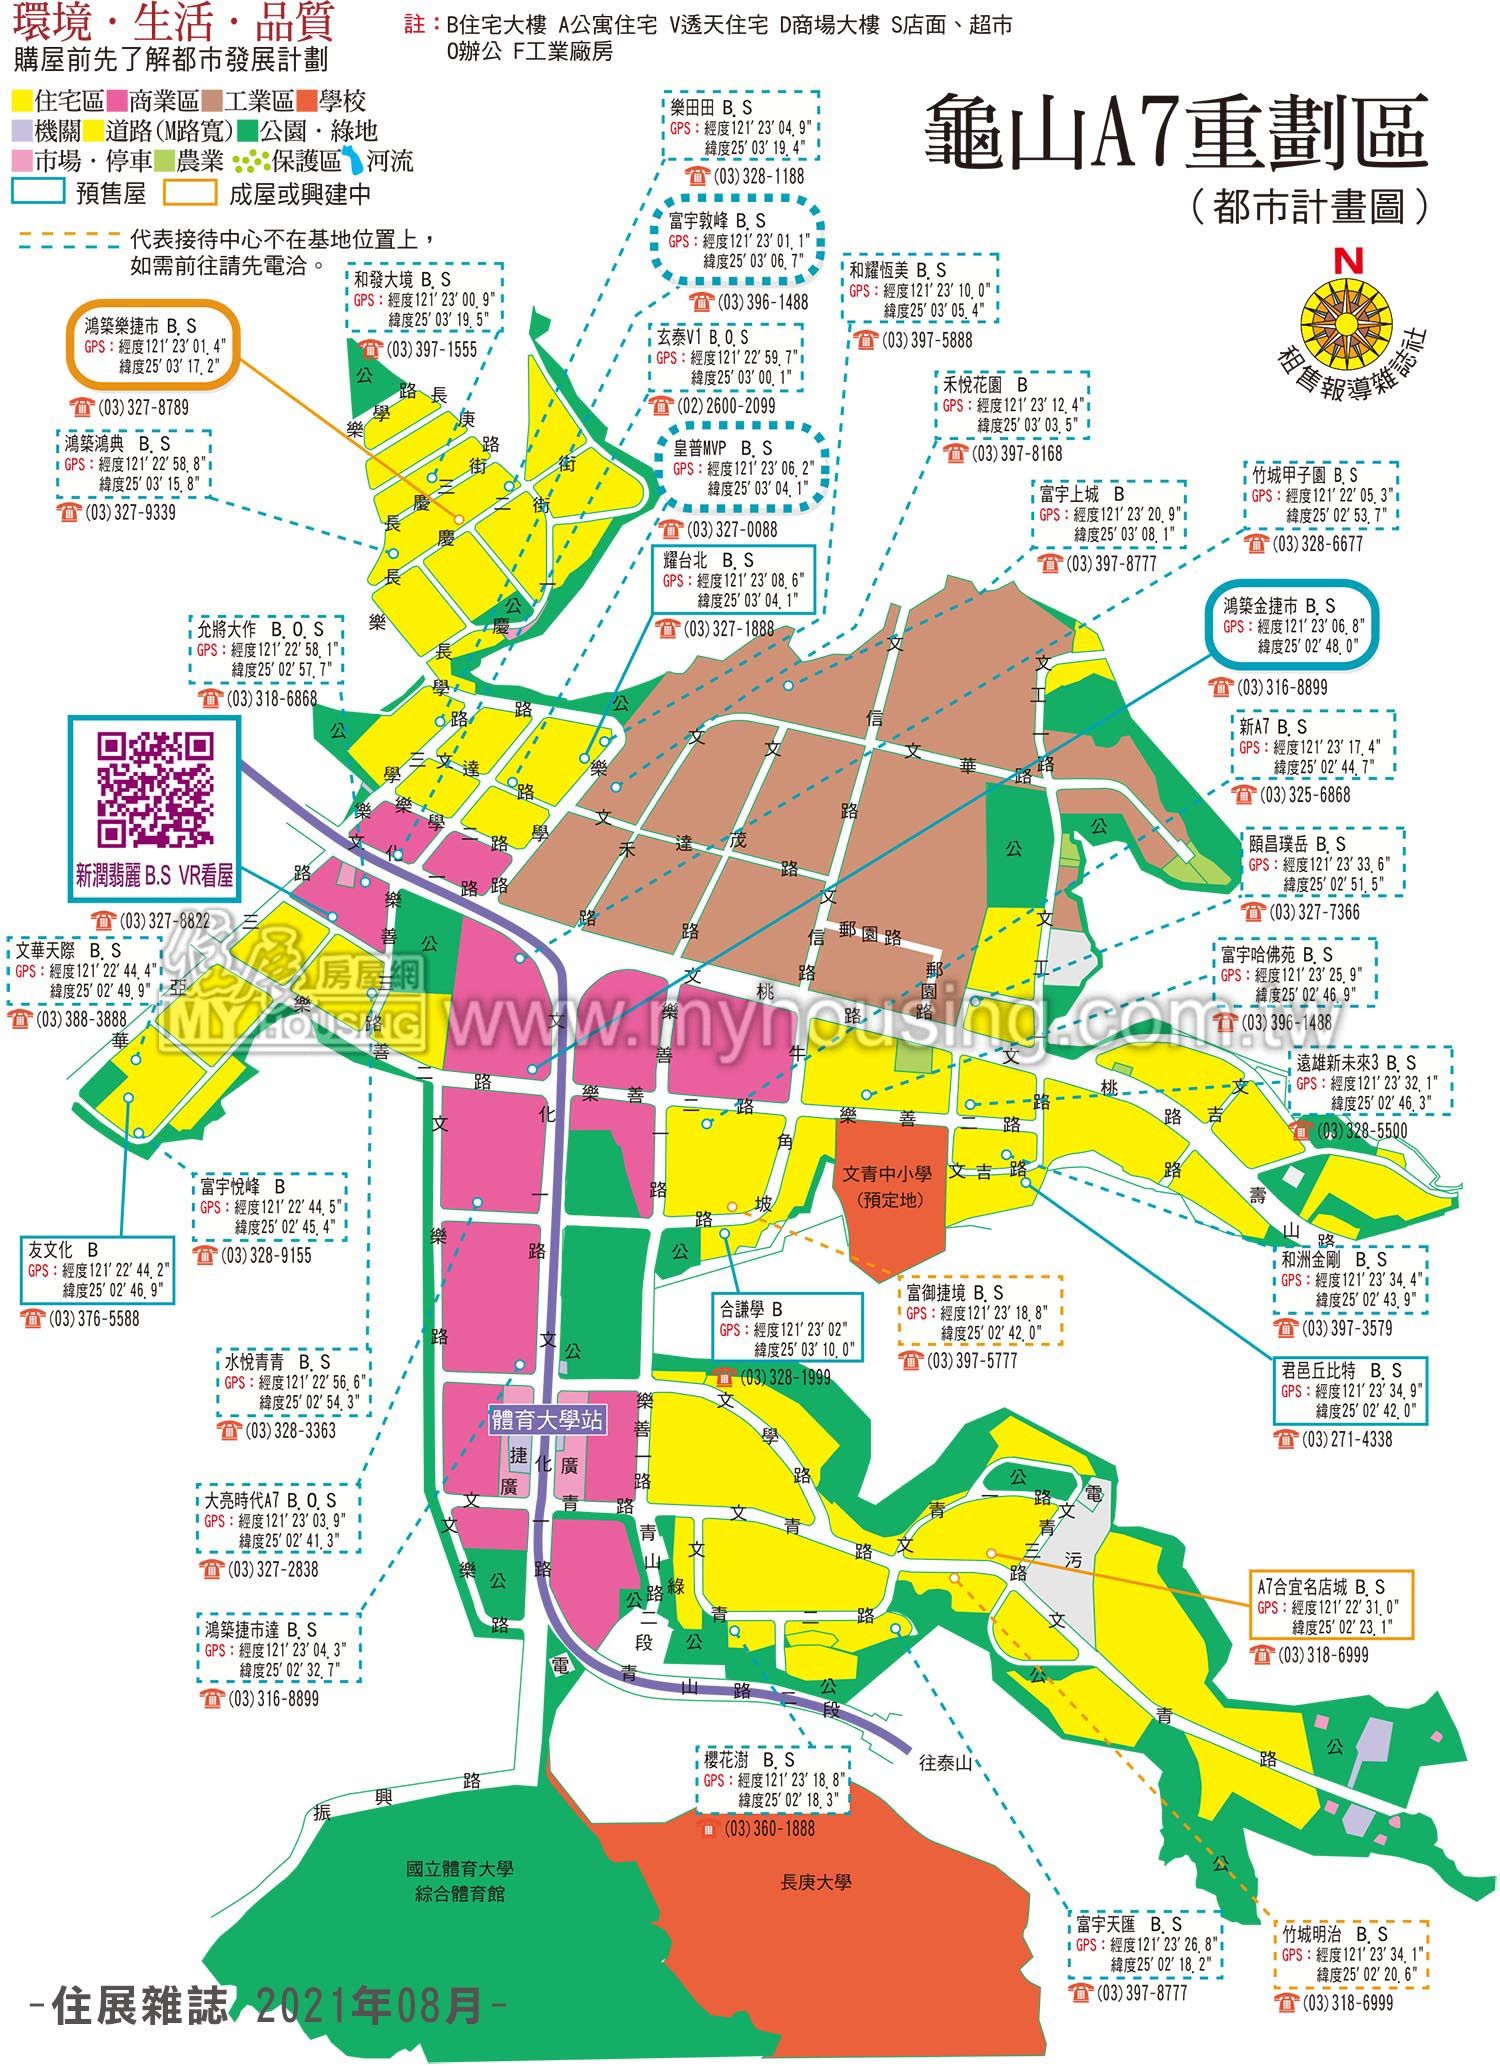 環境．生活．品質
購屋前先了解都市發展計劃
註：B住宅大樓 A公寓住宅 V透天住宅 D商場大樓 S店面、超市
O辦公 F工業廠房
住宅區 商業區 工業區 學校
機關 道路(M路寬) 公園．綠地
市場．停車 農業 保護區 河流
預售屋 成屋或興建中
代表接待中心不在基地位置上，
如需前往請先電洽。
龜山A7重劃區
(都市計畫圖)
N
租售報導雜誌社
樂田田 B.S
GPS：經度121°23'04.9"
緯度25°03'19.4"
(03)328-1188
富宇敦峰 B.S
GPS：經度121°23'01.1"
緯度25°03'06.7"
(03)396-1488
和發大境 B.S
GPS：經度121°23'00.9"
緯度25°03'19.5"
(03)397-1555
和耀恆美 B.S
GPS：經度121°23'10.0"
緯度25°03'05.4"
(03)397-5888
鴻築樂捷市 B.S
GPS：經度121°23'01.4"
緯度25°03'17.2"
(03)327-8789
玄泰V1 B.O.S
GPS：經度121°22'59.7"
緯度25°03'00.1"
(02)2600-2099
禾悅花園 B
GPS：經度121°23'12.4"
緯度25°03'03.5"
(03)397-8168
鴻築鴻典 B.S
GPS：經度121°22'58.8"
緯度25°03'15.8"
(03)327-9339
皇普MVP B.S
GPS：經度121°23'06.2"
緯度25°03'04.1"
(03)327-0088
富宇上城 B
GPS：經度121°23'20.9"
緯度25°03'08.1"
(03)397-8777
竹城甲子園 B.S
GPS：經度121°22'05.3"
緯度25°02'53.7"
(03)328-6677
耀台北 B.S
GPS：經度121°23'08.6"
緯度25°03'04.1"
(03)327-1888
鴻築金捷市 B.S
GPS：經度121°23'06.8"
緯度25°02'48.0"
(03)316-8899
允將大作 B.O.S
GPS：經度121°22'58.1"
緯度25°02'57.7"
(03)318-6868
新A7 B.S
GPS：經度121°23'17.4"
緯度25°02'44.7"
(03)325-6868
新潤翡麗 B.S VR看屋
(03)327-8822
頤昌璞岳 B.S
GPS：經度121°23'33.6"
緯度25°02'51.5"
(03)327-7366
文華天際 B.S
GPS：經度121°22'44.4"
緯度25°02'49.9"
(03)388-3888
富宇哈佛苑 B.S
GPS：經度121°23'25.9"
緯度25°02'46.9"
(03)396-1488
房屋網
MY HOUSING
www.myhousing.com.tw
遠雄新未來3 B.S
GPS：經度121°23'32.1"
緯度25°02'46.3"
(03)328-5500
文青中小學
(預定地)
富宇悅峰 B
GPS：經度121°22'44.5"
緯度25°02'45.4"
(03)328-9155
友文化 B
GPS：經度121°22'44.2"
緯度25°02'46.9"
(03)376-5588
和洲金剛 B.S
GPS：經度121°23'34.4"
緯度25°02'43.9"
(03)397-3579
富御捷境 B.S
GPS：經度121°23'18.8"
緯度25°02'42.0"
(03)397-5777
合謙學 B
GPS：經度121°23'02"
緯度25°03'10.0"
(03)328-1999
水悅青青 B.S
GPS：經度121°22'56.6"
緯度25°02'54.3"
(03)328-3363
君邑丘比特 B.S
GPS：經度121°23'34.9"
緯度25°02'42.0"
(03)271-4338
體育大學站
大亮時代A7 B.O.S
GPS：經度121°23'03.9"
緯度25°02'41.3"
(03)327-2838
A7合宜名店城 B.S
GPS：經度121°22'31.0"
緯度25°02'23.1"
(03)318-6999
鴻築捷市達 B.S
GPS：經度121°23'04.3"
緯度25°02'32.7"
(03)316-8899
櫻花澍 B.S
GPS：經度121°23'18.8"
緯度25°02'18.3"
(03)360-1888
往泰山
振興路
國立體育大學
綜合體育館
長庚大學
富宇天匯 B.S
GPS：經度121°23'26.8"
緯度25°02'18.2"
(03)397-8777
竹城明治 B.S
GPS：經度121°23'34.1"
緯度25°02'20.6"
(03)318-6999
-住展雜誌 2021年08月-